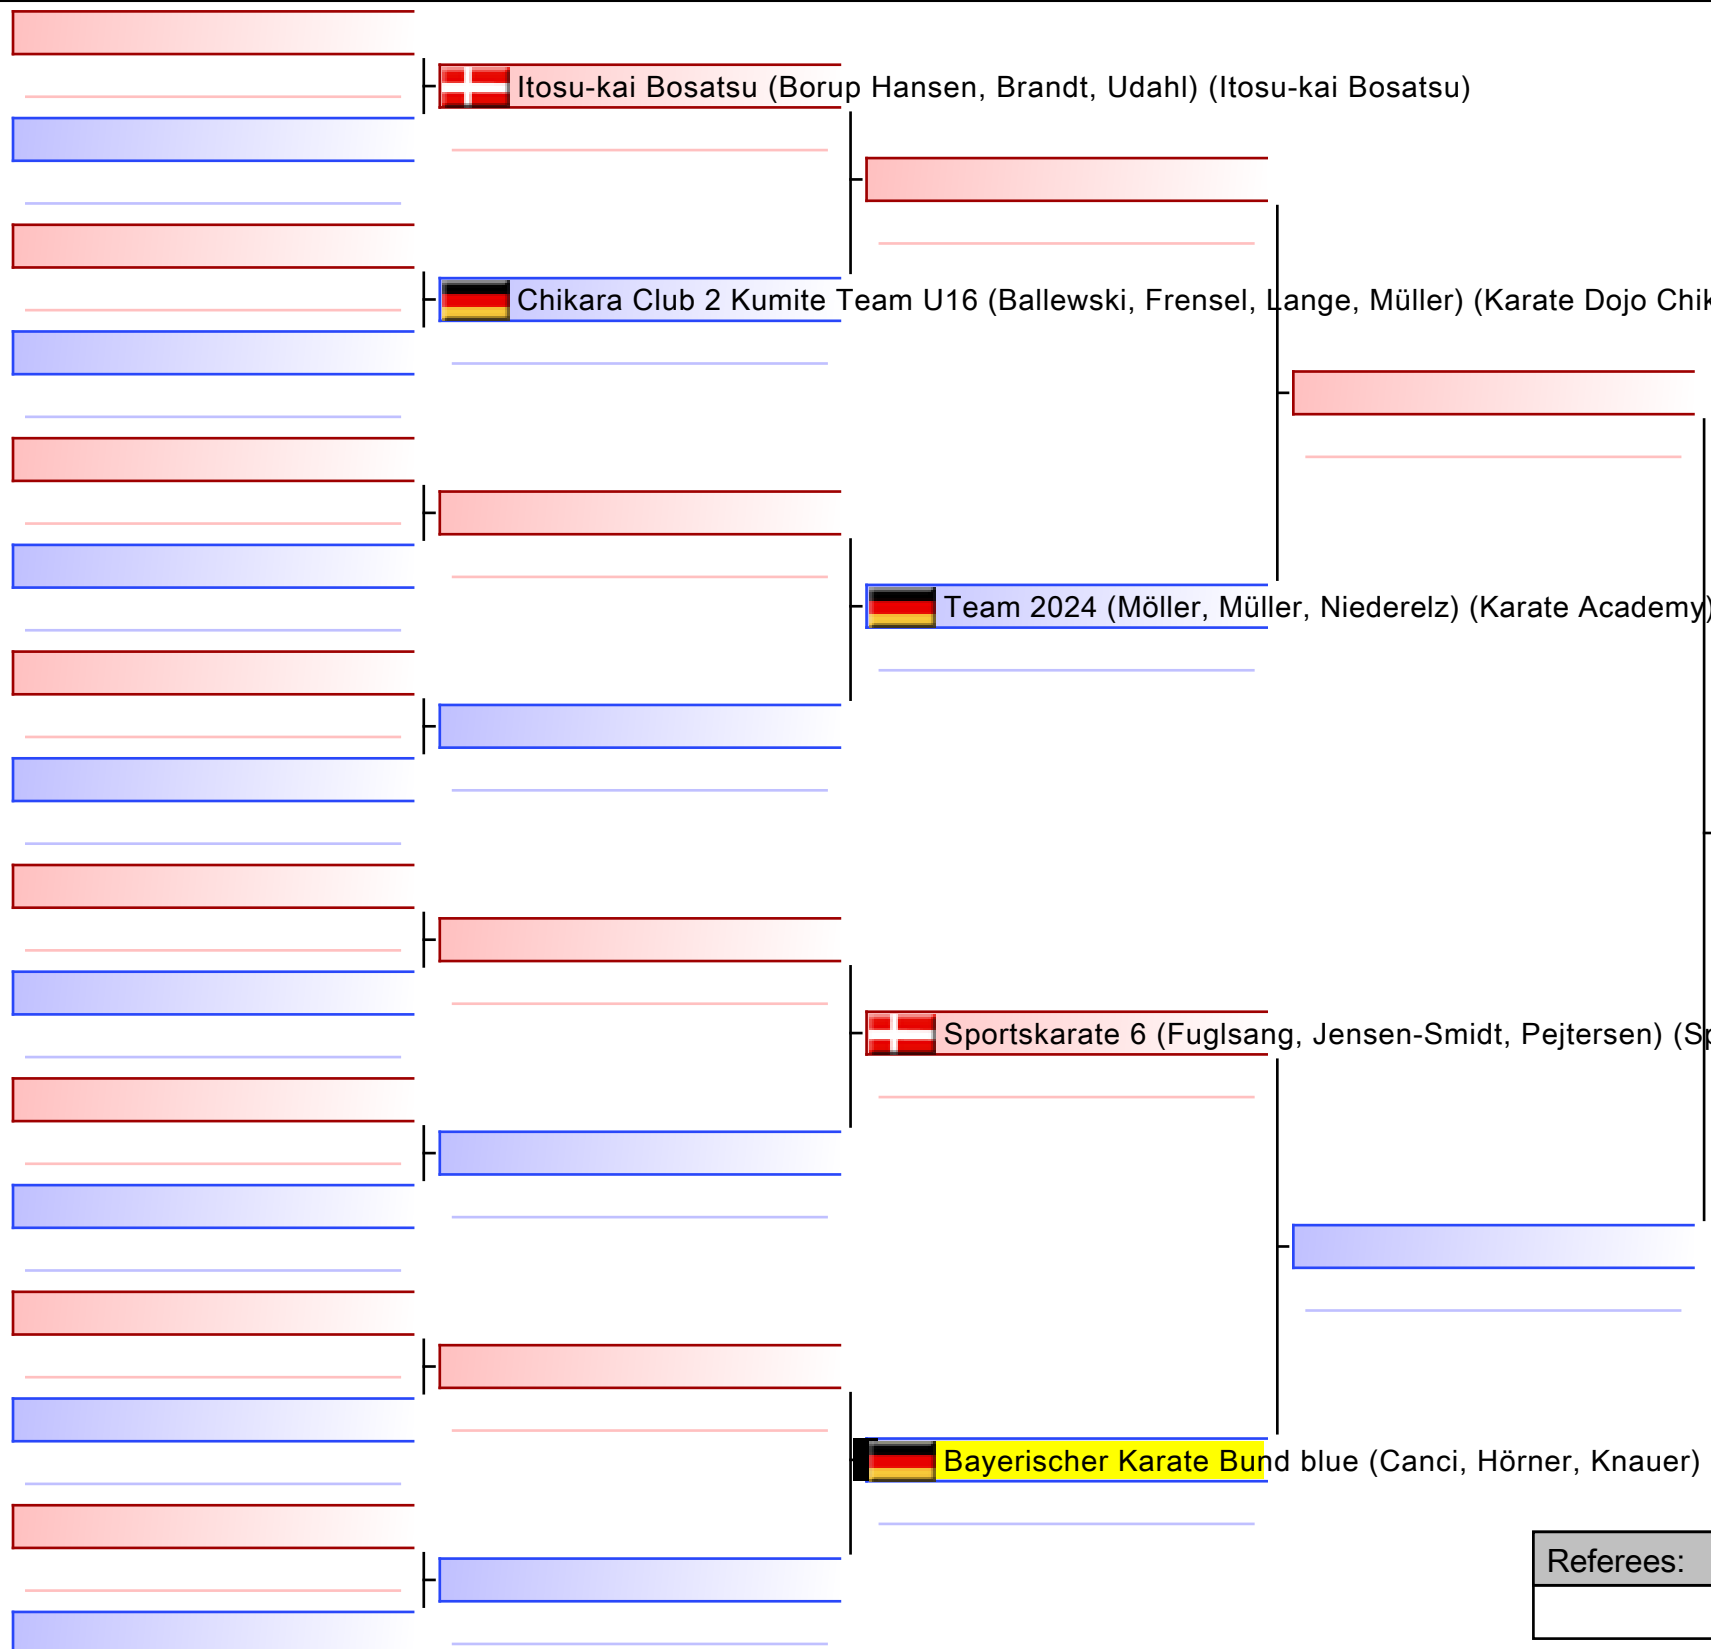 Itosu-kai Bosatsu (Borup Hansen, Brandt, Udahl) (Itosu-kai Bosatsu)
Chikara Club 2 Kumite Team U16 (Ballewski, Frensel, Lange, Müller) (Karate Dojo
Team 2024 (Möller, Müller, Niederelz) (Karate Academy)
Sportskarate 6 (Fuglsang, Jensen-Smidt, Pejtersen)
Bayerischer Karate Bund blue (Canci, Hörner, Knauer)
Referees: